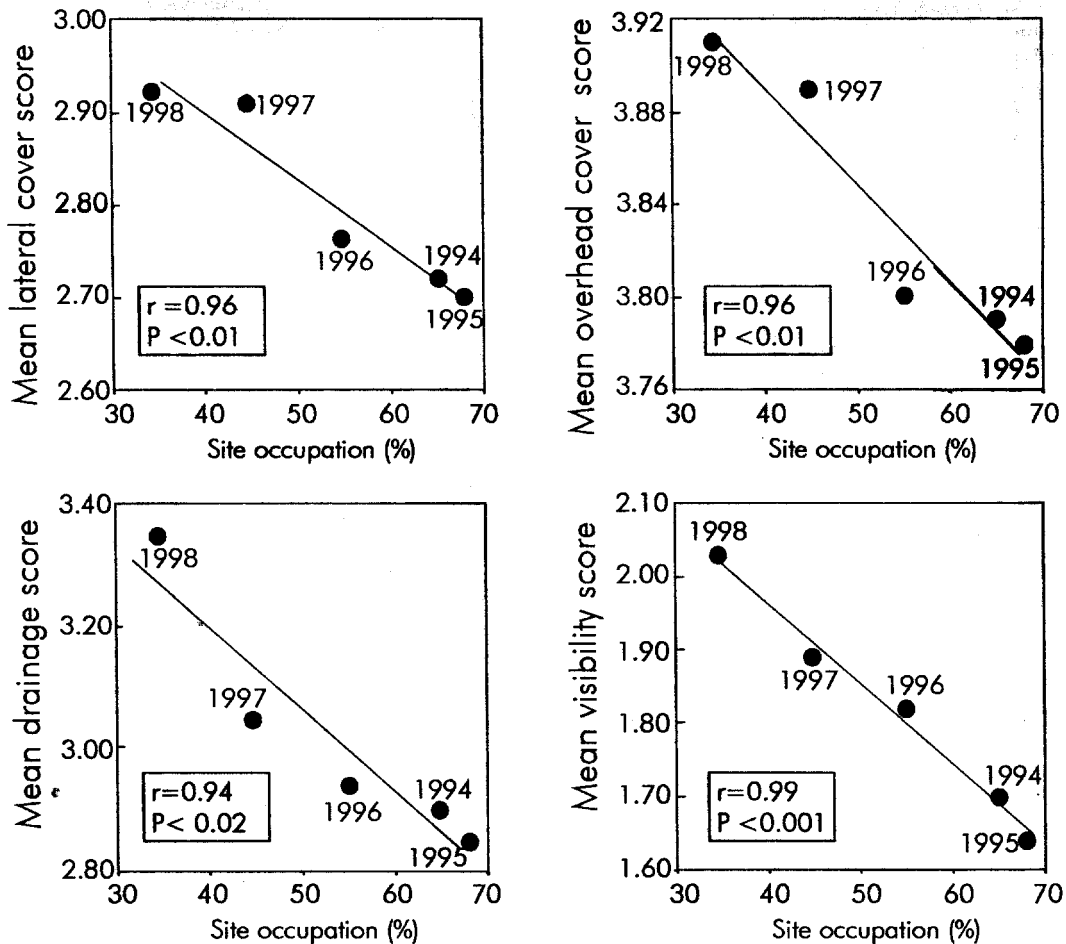 Mean lateral cover score
3.00
2.90
2.80
2.70
2.60
1998
1997
1996
1994
1995
r =0.96
P <0.01
30 40 50 60 70
Site occupation (%)
Mean overhead cover score
3.92
3.88
3.84
3.80
3.76
1998
1997
1996
1994
1995
r=0.96
P <0.01
30 40 50 60 70
Site occupation (%)
Mean drainage score
3.40
3.20
3.00
2.80
1998
1997
1996
1994
1995
r=0.94
P< 0.02
30 40 50 60 70
Site occupation (%)
Mean visibility score
2.10
2.00
1.90
1.80
1.70
1.60
1998
1997
1996
1994
1995
r=0.99
P <0.001
30 40 50 60 70
Site occupation (%)